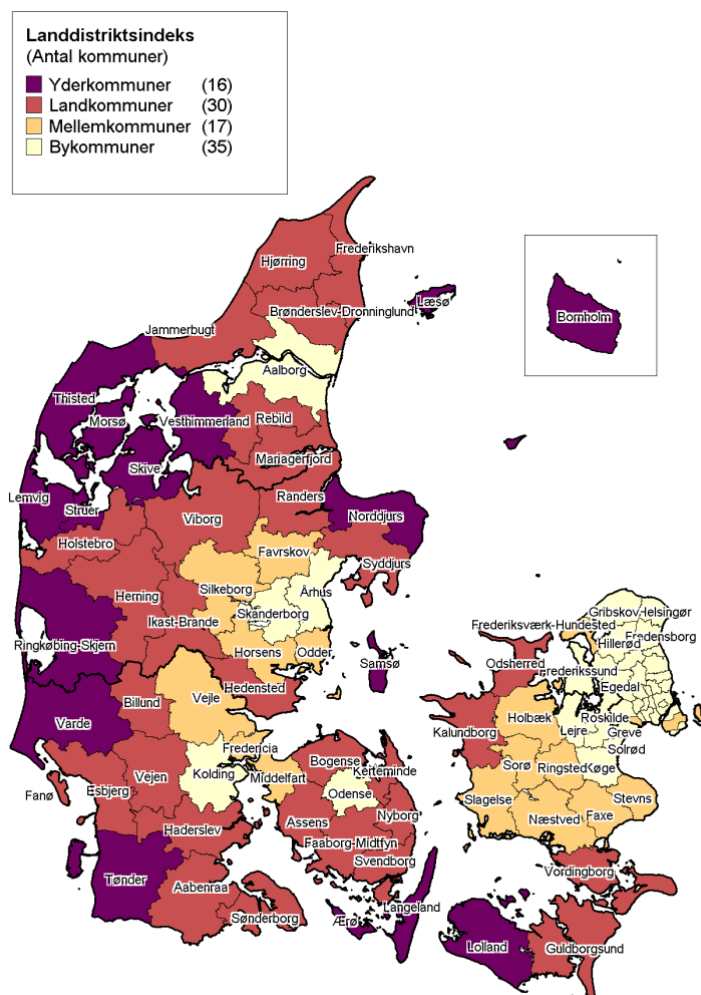 Landdistriktsindeks
(Antal kommuner)
Yderkommuner (16)
Landkommuner (30)
Mellemkommuner (17)
Bykommuner (35)
Frederikshavn
Hjørring
Læsø
Brønderslev-Dronninglund
Bornholm
Jammerbugt
Aalborg
Thisted
Morsø
Vesthimmerland
Rebild
Mariagerfjord
Skive
Lemvig
Randers
Struer
Viborg
Norddjurs
Holstebro
Favrskov
Syddjurs
Silkeborg
Århus
Herning
Skanderborg
Gribskov
Helsingør
Ikast-Brande
Frederiksværk-Hundested
Fredensborg
Hillerød
Ringkøbing-Skjern
Horsens
Odder
Samsø
Odsherred
Frederikssund
Egedal
Hedensted
Billund
Vejle
Varde
Holbæk
Roskilde
Kalundborg
Lejre
Greve
Fredericia
Solrød
Bogense
Sorø
Ringsted
Køge
Vejen
Kolding
Middelfart
Kerteminde
Fanø
Esbjerg
Odense
Slagelse
Stevns
Nyborg
Assens
Næstved
Faxe
Haderslev
Faaborg-Midtfyn
Svendborg
Vordingborg
Tønder
Aabenraa
Langeland
Sønderborg
Ærø
Lolland
Guldborgsund